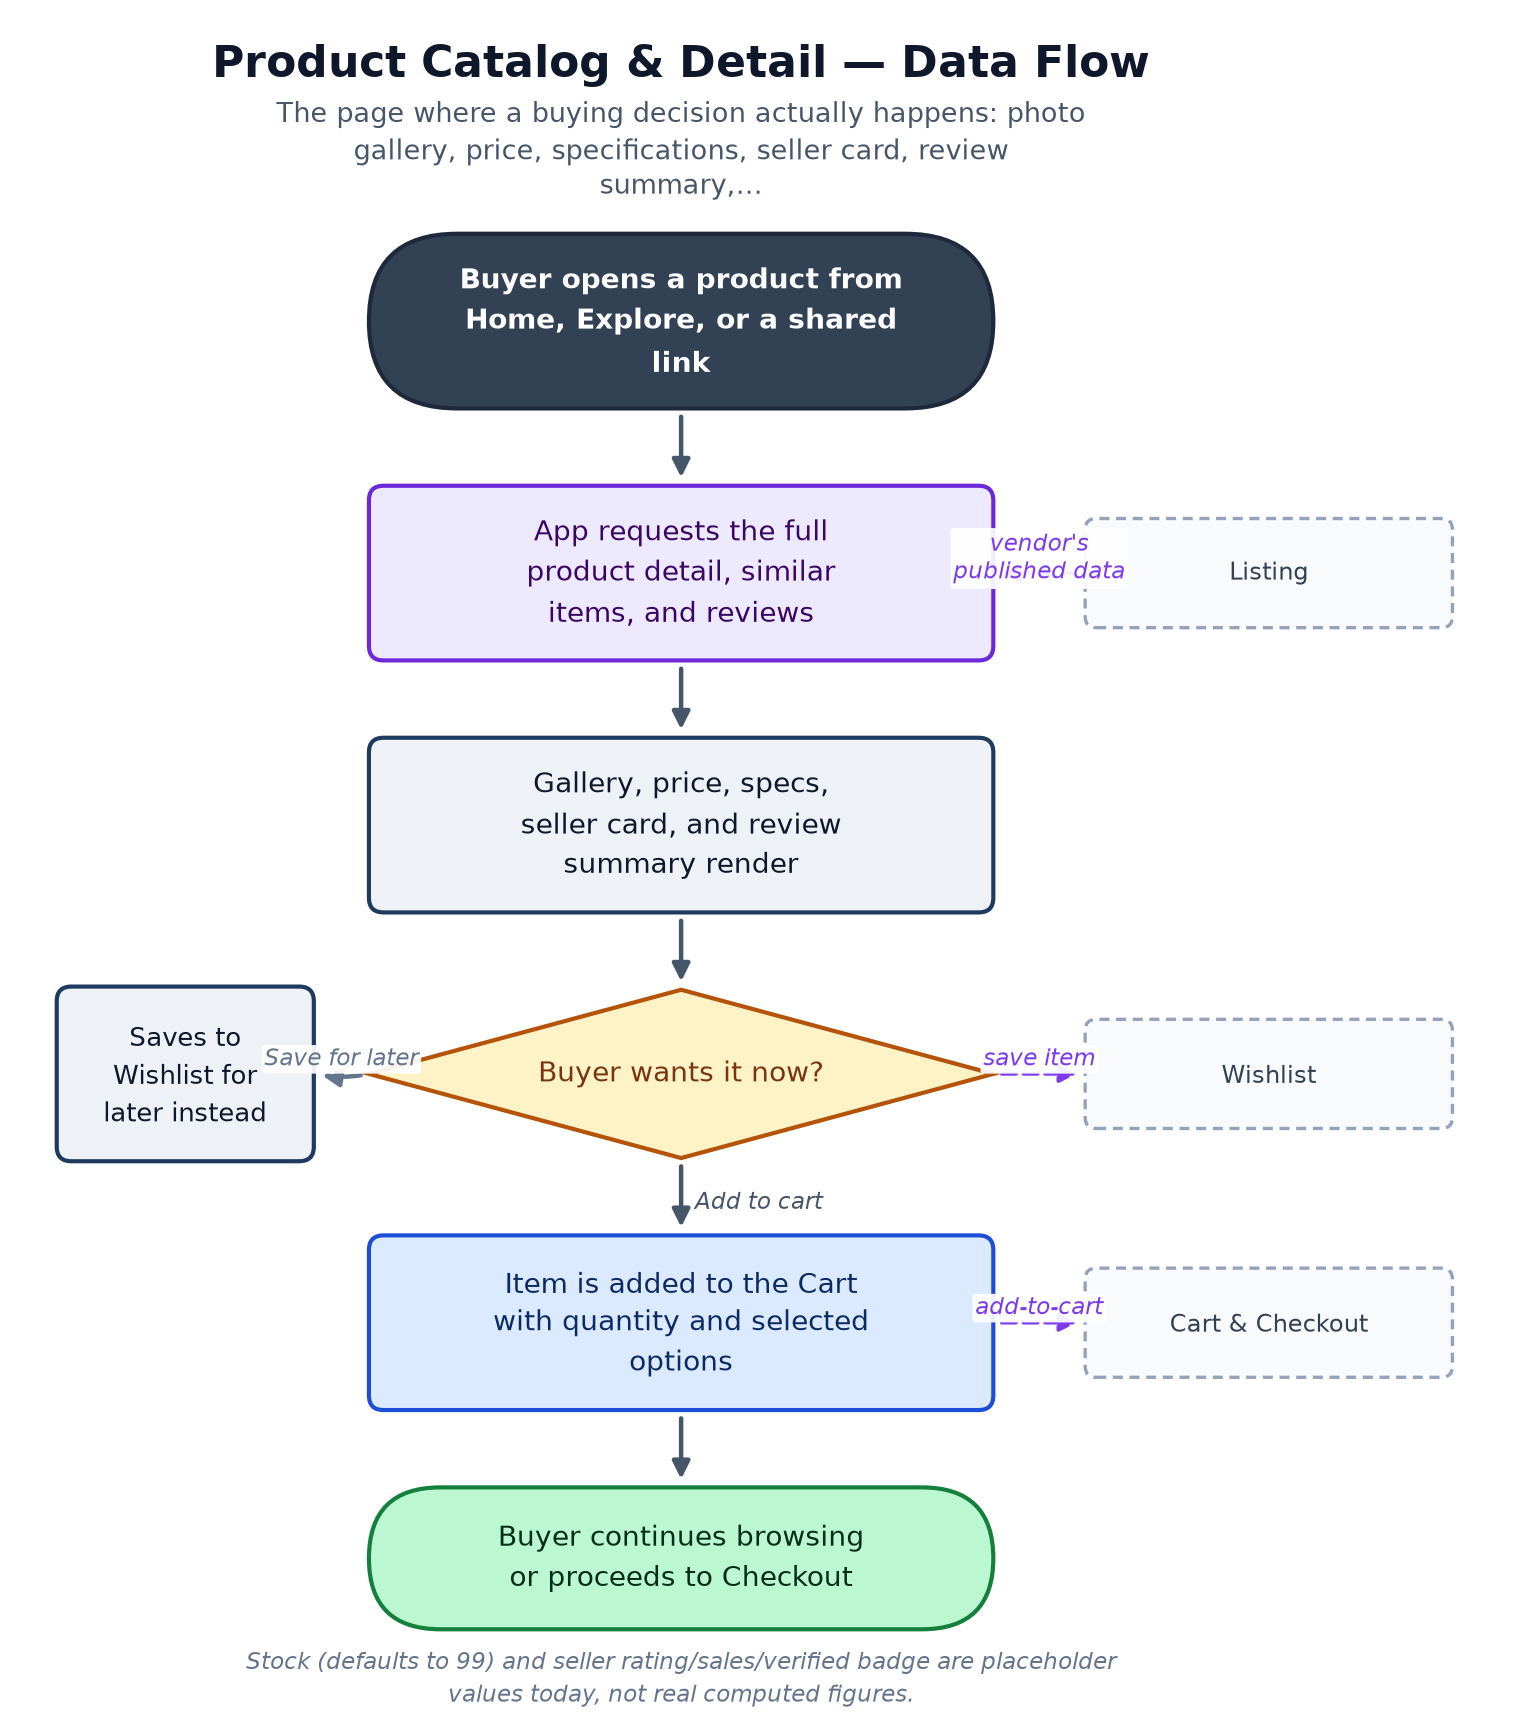 Product Catalog & Detail — Data Flow
The page where a buying decision actually happens: photo
gallery, price, specifications, seller card, review
summary,...
Buyer opens a product from
Home, Explore, or a shared
link
App requests the full
product detail, similar
items, and reviews
vendor's
published data
Listing
Gallery, price, specs,
seller card, and review
summary render
Saves to
Wishlist for
later instead
Save for later
Buyer wants it now?
save item
Wishlist
Add to cart
Item is added to the Cart
with quantity and selected
options
add-to-cart
Cart & Checkout
Buyer continues browsing
or proceeds to Checkout
Stock (defaults to 99) and seller rating/sales/verified badge are placeholder
values today, not real computed figures.